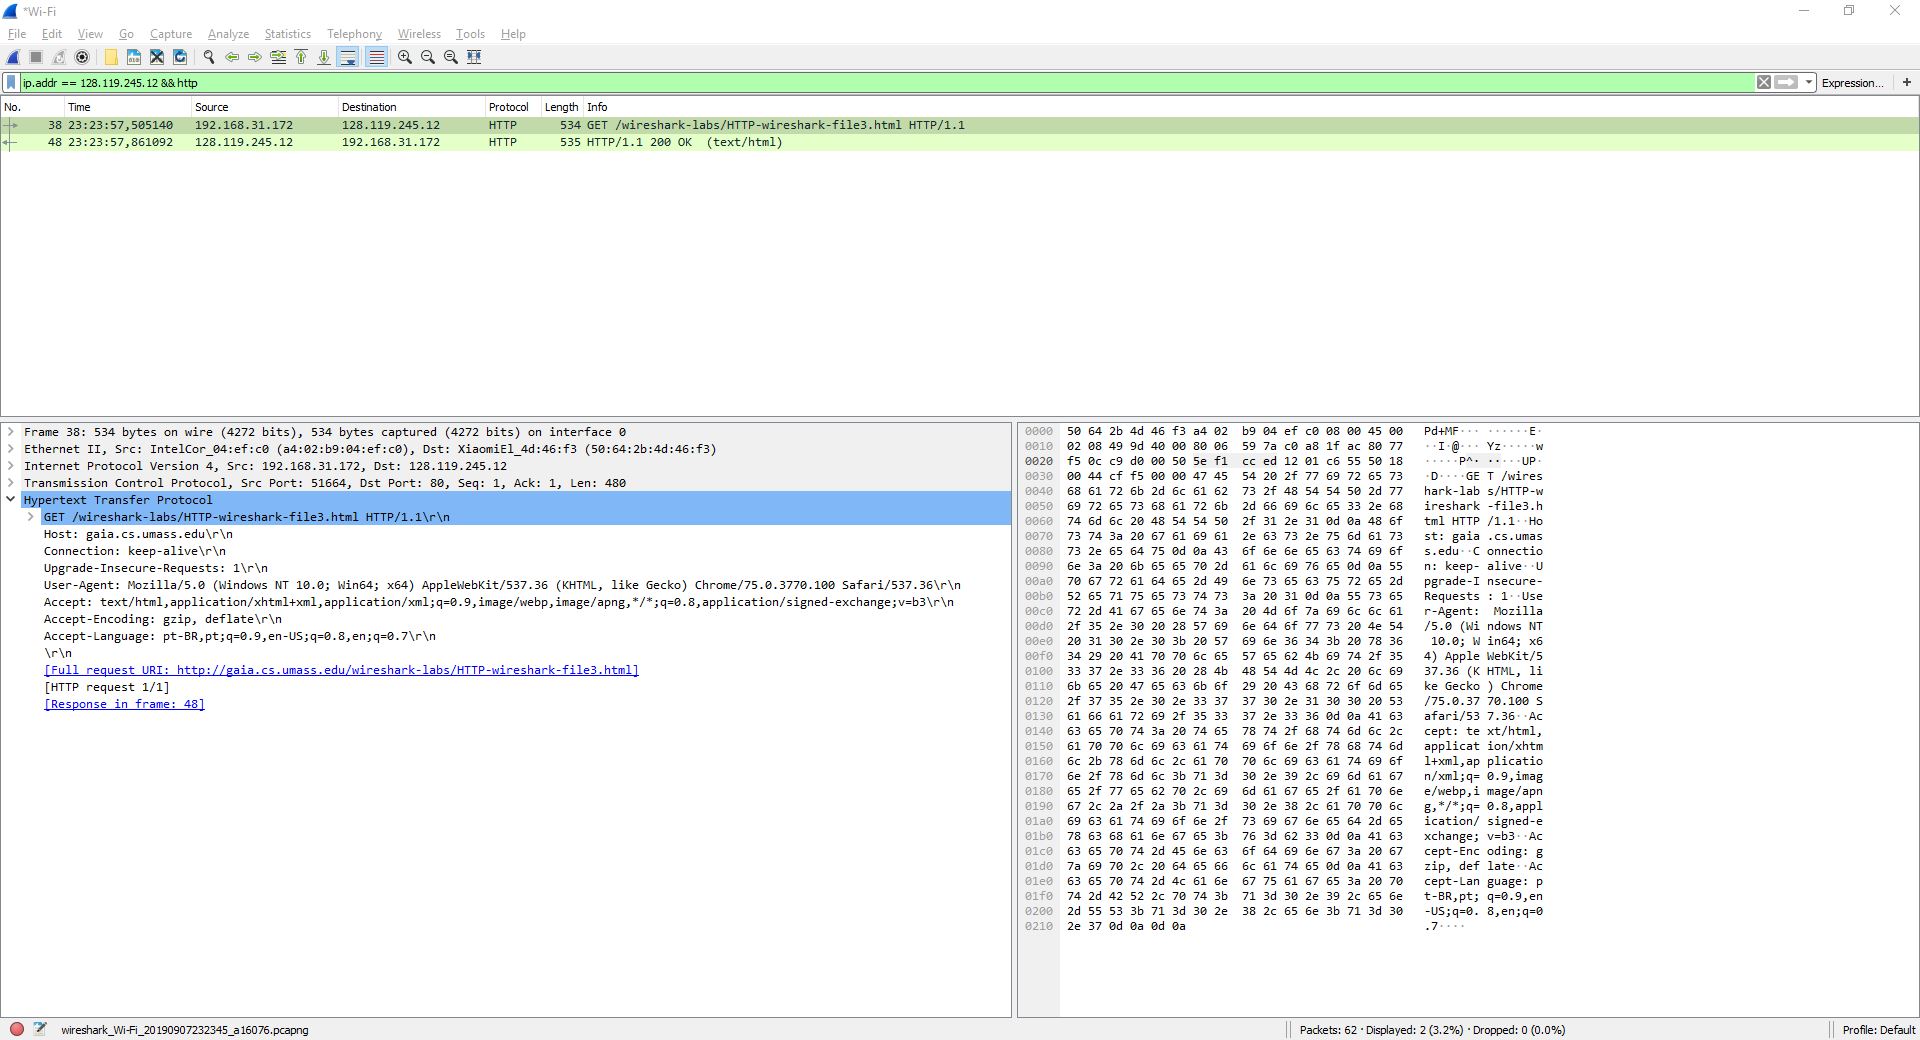 *Wi-Fi
File Edit View Go Capture Analyze Statistics Telephony Wireless Tools Help
ip.addr == 128.119.245.12 && http
Expression... +
No. Time Source Destination Protocol Length Info
38 23:23:57,505140 192.168.31.172 128.119.245.12 HTTP 534 GET /wireshark-labs/HTTP-wireshark-file3.html HTTP/1.1
48 23:23:57,861092 128.119.245.12 192.168.31.172 HTTP 535 HTTP/1.1 200 OK (text/html)
Frame 38: 534 bytes on wire (4272 bits), 534 bytes captured (4272 bits) on interface 0
Ethernet II, Src: IntelCor_04:ef:c0 (a4:02:b9:04:ef:c0), Dst: XiaomiEl_4d:46:f3 (50:64:2b:4d:46:f3)
Internet Protocol Version 4, Src: 192.168.31.172, Dst: 128.119.245.12
Transmission Control Protocol, Src Port: 51664, Dst Port: 80, Seq: 1, Ack: 1, Len: 480
Hypertext Transfer Protocol
GET /wireshark-labs/HTTP-wireshark-file3.html HTTP/1.1\r\n
Host: gaia.cs.umass.edu\r\n
Connection: keep-alive\r\n
Upgrade-Insecure-Requests: 1\r\n
User-Agent: Mozilla/5.0 (Windows NT 10.0; Win64; x64) AppleWebKit/537.36 (KHTML, like Gecko) Chrome/75.0.3770.100 Safari/537.36\r\n
Accept: text/html,application/xhtml+xml,application/xml;q=0.9,image/webp,image/apng,*/*;q=0.8,application/signed-exchange;v=b3\r\n
Accept-Encoding: gzip, deflate\r\n
Accept-Language: pt-BR,pt;q=0.9,en-US;q=0.8,en;q=0.7\r\n
\r\n
[Full request URI: http://gaia.cs.umass.edu/wireshark-labs/HTTP-wireshark-file3.html]
[HTTP request 1/1]
[Response in frame: 48]
0000 50 64 2b 4d 46 f3 a4 02 b9 04 ef c0 08 00 45 00 Pd+MF··· ······E·
0010 02 08 49 9d 40 00 80 06 59 7a c0 a8 1f ac 80 77 ··I·@··· Yz·····w
0020 f5 0c c9 d0 00 50 5e f1 cc ed 12 01 c6 55 50 18 ·····P^· ·····UP·
0030 00 44 cf f5 00 00 47 45 54 20 2f 77 69 72 65 73 ·D····GE T /wires
0040 68 61 72 6b 2d 6c 61 62 73 2f 48 54 54 50 2d 77 hark-lab s/HTTP-w
0050 69 72 65 73 68 61 72 6b 2d 66 69 6c 65 33 2e 68 ireshark -file3.h
0060 74 6d 6c 20 48 54 54 50 2f 31 2e 31 0d 0a 48 6f tml HTTP /1.1··Ho
0070 73 74 3a 20 67 61 69 61 2e 63 73 2e 75 6d 61 73 st: gaia .cs.umas
0080 73 2e 65 64 75 0d 0a 43 6f 6e 6e 65 63 74 69 6f s.edu··C onnectio
0090 6e 3a 20 6b 65 65 70 2d 61 6c 69 76 65 0d 0a 55 n: keep- alive··U
00a0 70 67 72 61 64 65 2d 49 6e 73 65 63 75 72 65 2d pgrade-I nsecure-
00b0 52 65 71 75 65 73 74 73 3a 20 31 0d 0a 55 73 65 Requests : 1··Use
00c0 72 2d 41 67 65 6e 74 3a 20 4d 6f 7a 69 6c 6c 61 r-Agent: Mozilla
00d0 2f 35 2e 30 20 28 57 69 6e 64 6f 77 73 20 4e 54 /5.0 (Wi ndows NT
00e0 20 31 30 2e 30 3b 20 57 69 6e 36 34 3b 20 78 36 10.0; W in64; x6
00f0 34 29 20 41 70 70 6c 65 57 65 62 4b 69 74 2f 35 4) Apple WebKit/5
0100 33 37 2e 33 36 20 28 4b 48 54 4d 4c 2c 20 6c 69 37.36 (K HTML, li
0110 6b 65 20 47 65 63 6b 6f 29 20 43 68 72 6f 6d 65 ke Gecko ) Chrome
0120 2f 37 35 2e 30 2e 33 37 37 30 2e 31 30 30 20 53 /75.0.37 70.100 S
0130 61 66 61 72 69 2f 35 33 37 2e 33 36 0d 0a 41 63 afari/53 7.36··Ac
0140 63 65 70 74 3a 20 74 65 78 74 2f 68 74 6d 6c 2c cept: te xt/html,
0150 61 70 70 6c 69 63 61 74 69 6f 6e 2f 78 68 74 6d applicat ion/xhtm
0160 6c 2b 78 6d 6c 2c 61 70 70 6c 69 63 61 74 69 6f l+xml,ap plicatio
0170 6e 2f 78 6d 6c 3b 71 3d 30 2e 39 2c 69 6d 61 67 n/xml;q= 0.9,imag
0180 65 2f 77 65 62 70 2c 69 6d 61 67 65 2f 61 70 6e e/webp,i mage/apn
0190 67 2c 2a 2f 2a 3b 71 3d 30 2e 38 2c 61 70 70 6c g,*/*;q= 0.8,appl
01a0 69 63 61 74 69 6f 6e 2f 73 69 67 6e 65 64 2d 65 ication/ signed-e
01b0 78 63 68 61 6e 67 65 3b 76 3d 62 33 0d 0a 41 63 xchange; v=b3··Ac
01c0 63 65 70 74 2d 45 6e 63 6f 64 69 6e 67 3a 20 67 cept-Enc oding: g
01d0 7a 69 70 2c 20 64 65 66 6c 61 74 65 0d 0a 41 63 zip, def late··Ac
01e0 63 65 70 74 2d 4c 61 6e 67 75 61 67 65 3a 20 70 cept-Lan guage: p
01f0 74 2d 42 52 2c 70 74 3b 71 3d 30 2e 39 2c 65 6e t-BR,pt; q=0.9,en
0200 2d 55 53 3b 71 3d 30 2e 38 2c 65 6e 3b 71 3d 30 -US;q=0. 8,en;q=0
0210 2e 37 0d 0a 0d 0a .7····
wireshark_Wi-Fi_20190907232345_a16076.pcapng
Packets: 62 · Displayed: 2 (3.2%) · Dropped: 0 (0.0%)
Profile: Default